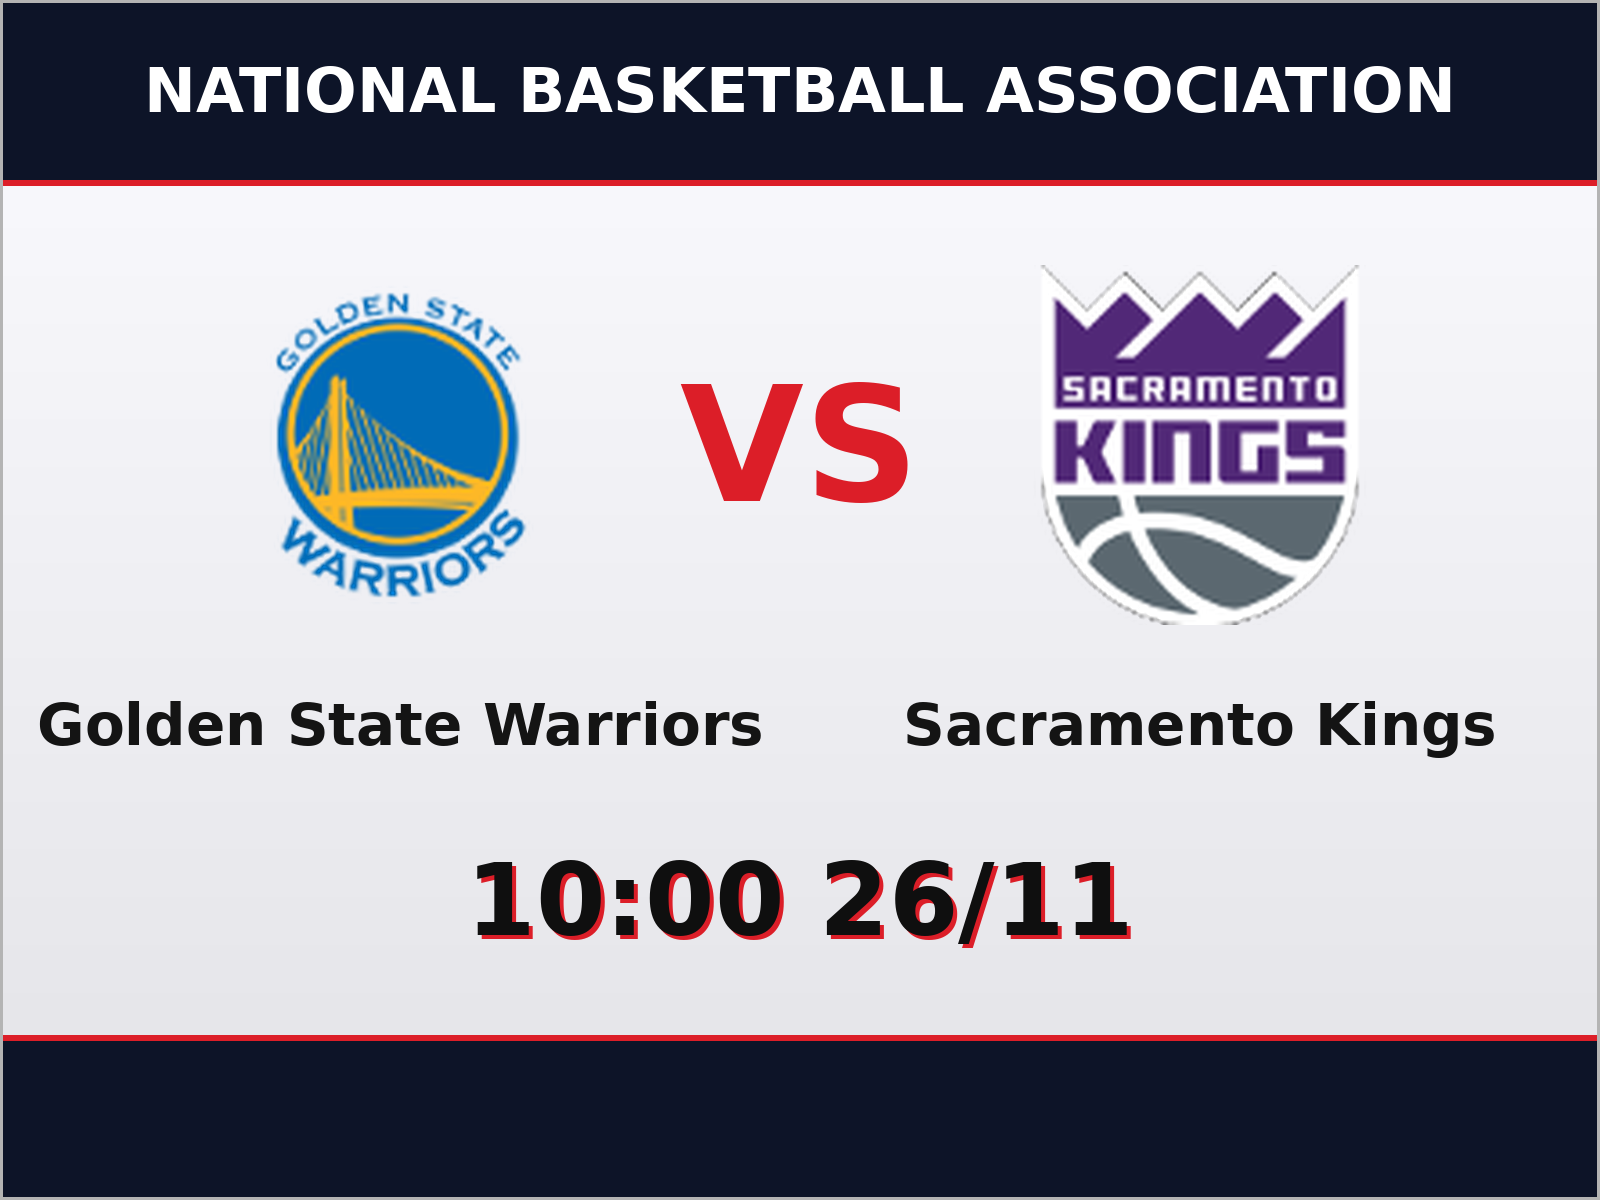 NATIONAL BASKETBALL ASSOCIATION
GOLDEN STATE
WARRIORS
VS
SACRAMENTO
KINGS
Golden State Warriors
Sacramento Kings
10:00 26/11